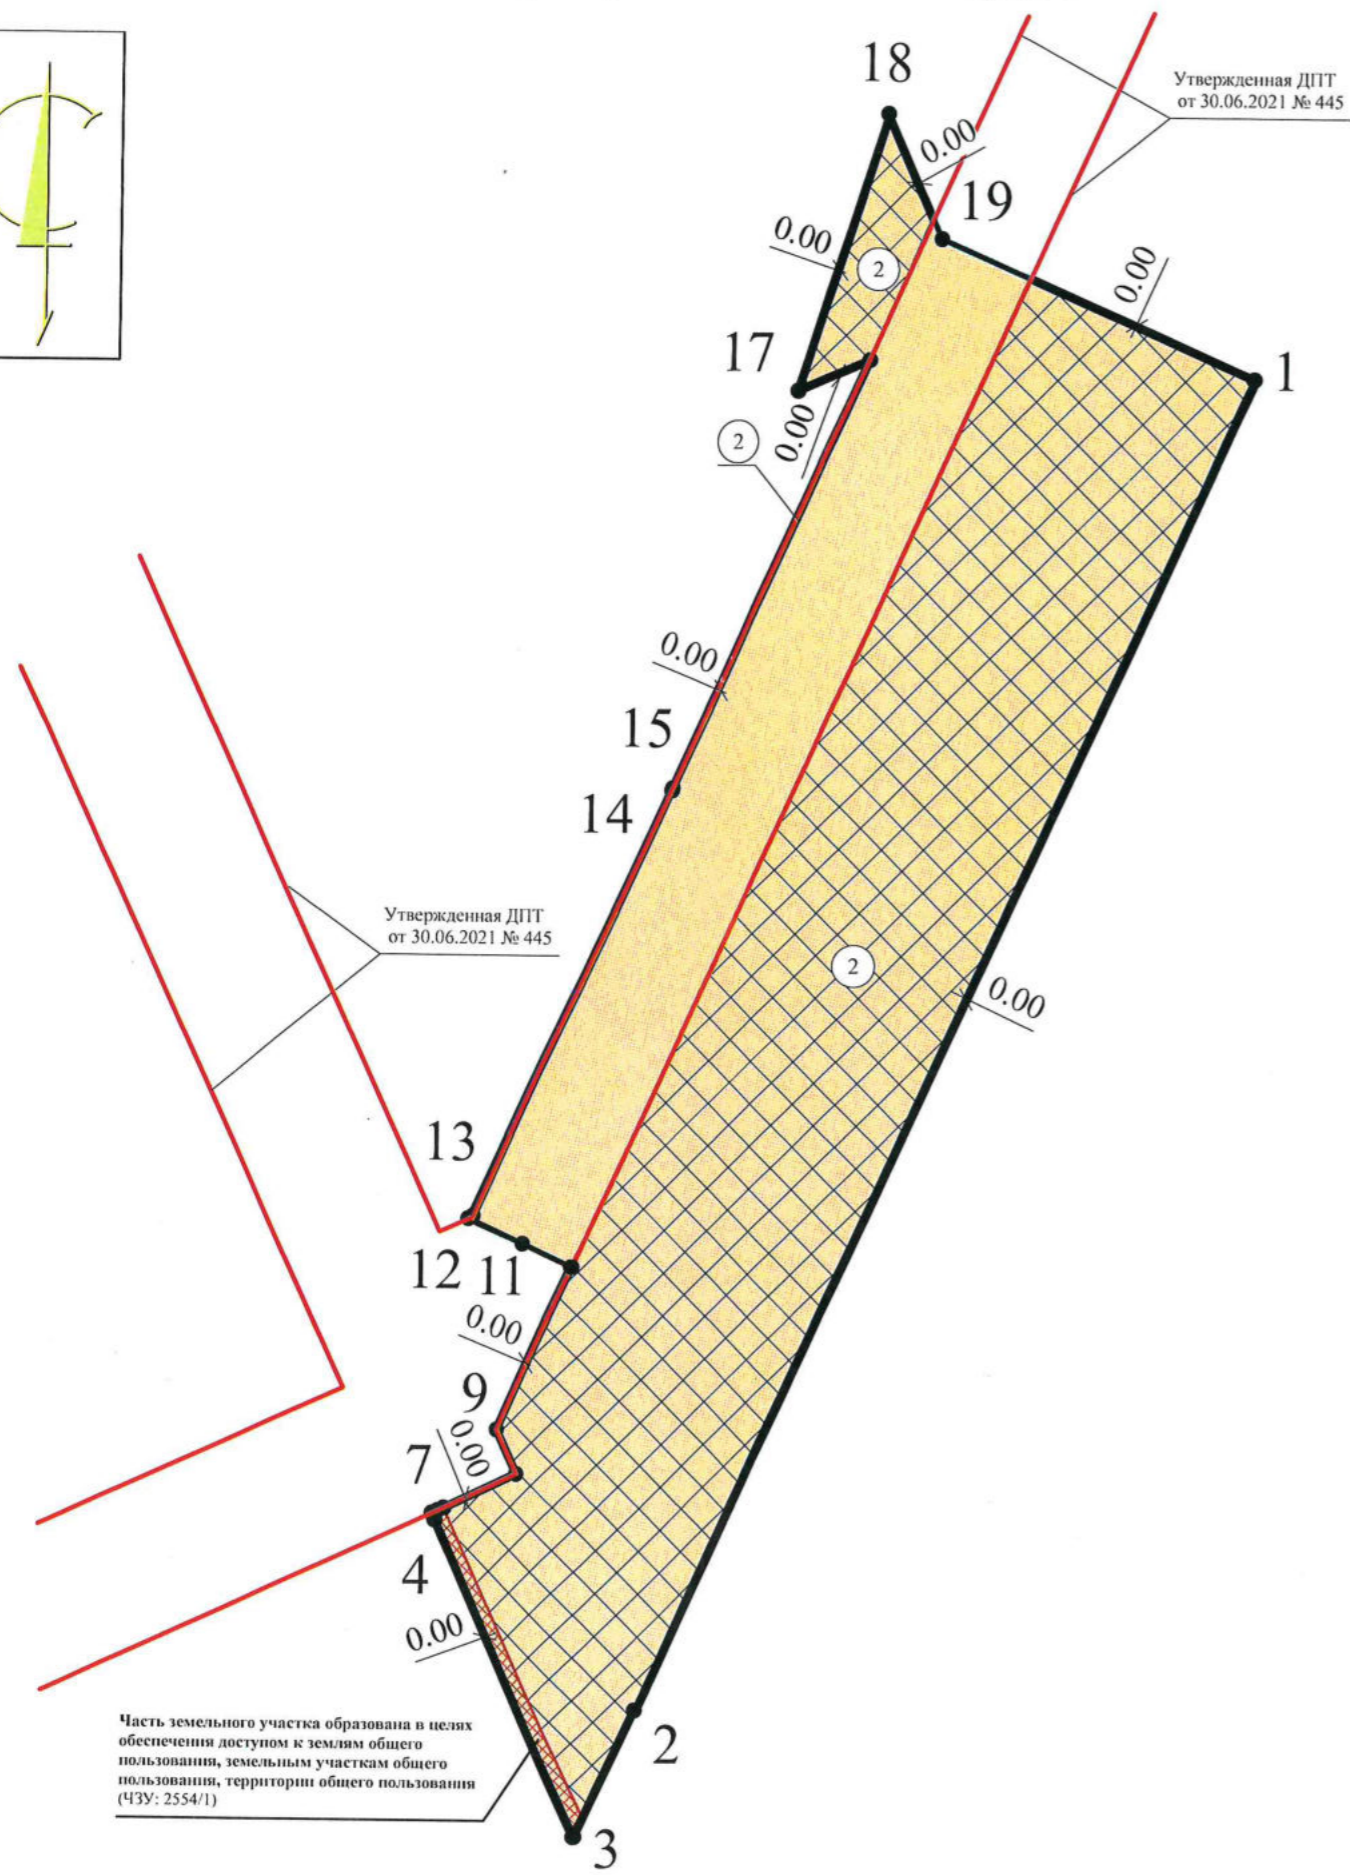 18
Утвержденная ДПТ
от 30.06.2021 № 445
0.00
19
0.00
2
0.00
17
1
0.00
2
0.00
15
14
Утвержденная ДПТ
от 30.06.2021 № 445
2
0.00
13
12
11
0.00
9
0.00
7
4
0.00
Часть земельного участка образована в целях
обеспечения доступом к землям общего
пользования, земельным участкам общего
пользования, территории общего пользования
(ЧЗУ: 2554/1)
2
3